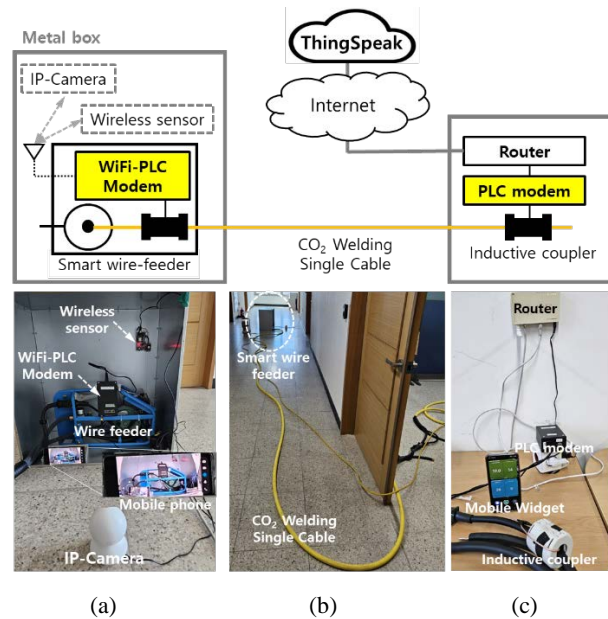 Metal box
IP-Camera
Wireless sensor
WiFi-PLC
Modem
Smart wire-feeder
ThingSpeak
Internet
CO₂ Welding
Single Cable
Router
PLC modem
Inductive coupler
Wireless
sensor
WiFi-PLC
Modem
Wire feeder
Mobile phone
IP-Camera
Smart wire
feeder
CO₂ Welding
Single Cable
Router
PLC modem
Mobile Widget
Inductive coupler
(a)
(b)
(c)